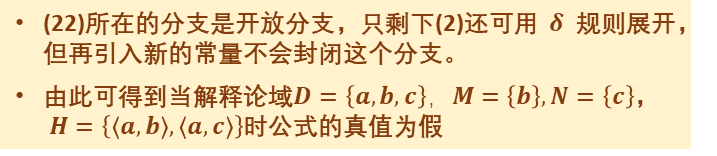 • (22)所在的分支是开放分支，只剩下(2)还可用 δ 规则展开，
但再引入新的常量不会封闭这个分支。
• 由此可得到当解释论域D = {a, b, c}, M = {b}, N = {c},
H = {⟨a, b⟩, ⟨a, c⟩}时公式的真值为假